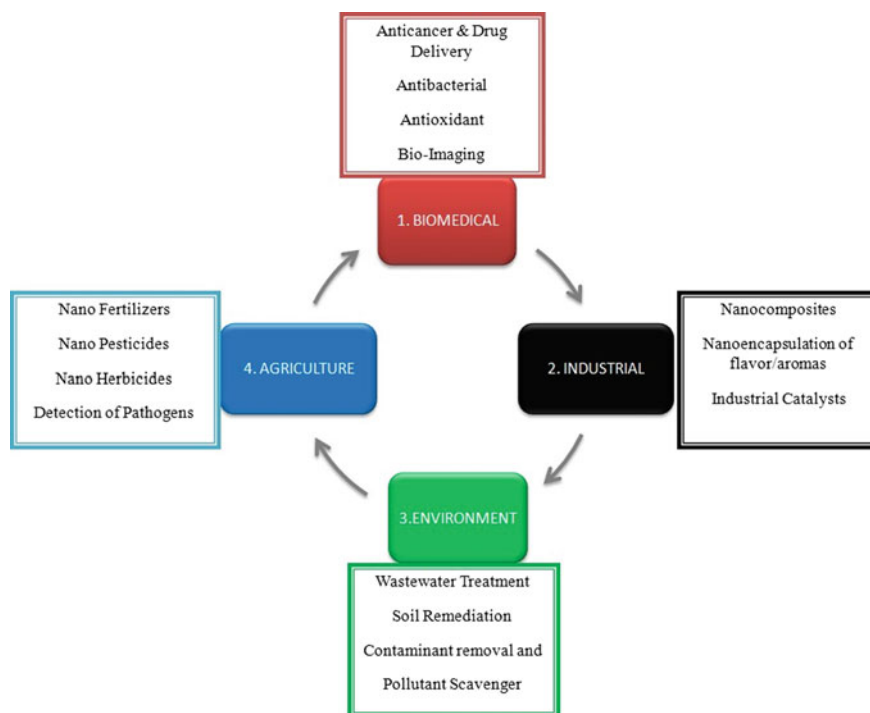 Anticancer & Drug
Delivery
Antibacterial
Antioxidant
Bio-Imaging
1. BIOMEDICAL
Nanocomposites
Nanoencapsulation of
flavor/aromas
Industrial Catalysts
2. INDUSTRIAL
3.ENVIRONMENT
Wastewater Treatment
Soil Remediation
Contaminant removal and
Pollutant Scavenger
Nano Fertilizers
Nano Pesticides
Nano Herbicides
Detection of Pathogens
4. AGRICULTURE